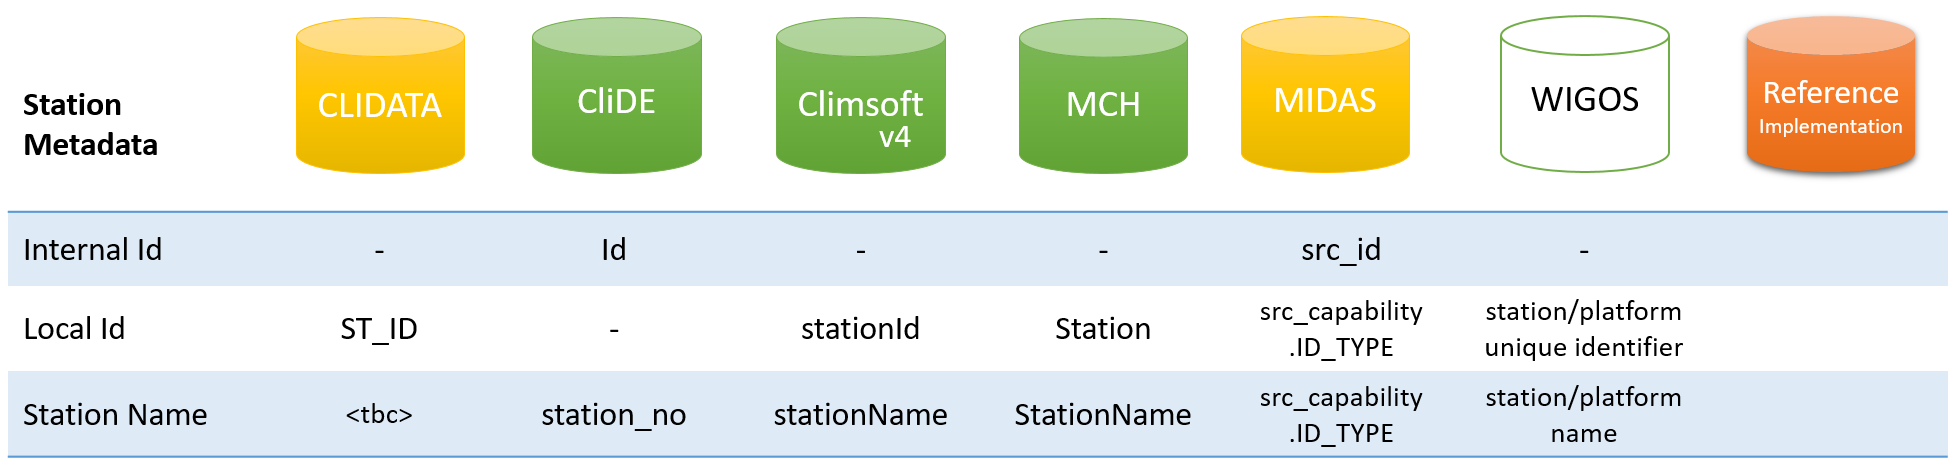 Station
Metadata
CLIDATA
CliDE
Climsoft
v4
MCH
MIDAS
WIGOS
Reference
Implementation
Internal Id - Id - - src_id -
Local Id ST_ID - stationId Station src_capability station/platform
.ID_TYPE unique identifier
Station Name <tbc> station_no stationName StationName src_capability station/platform
.ID_TYPE name